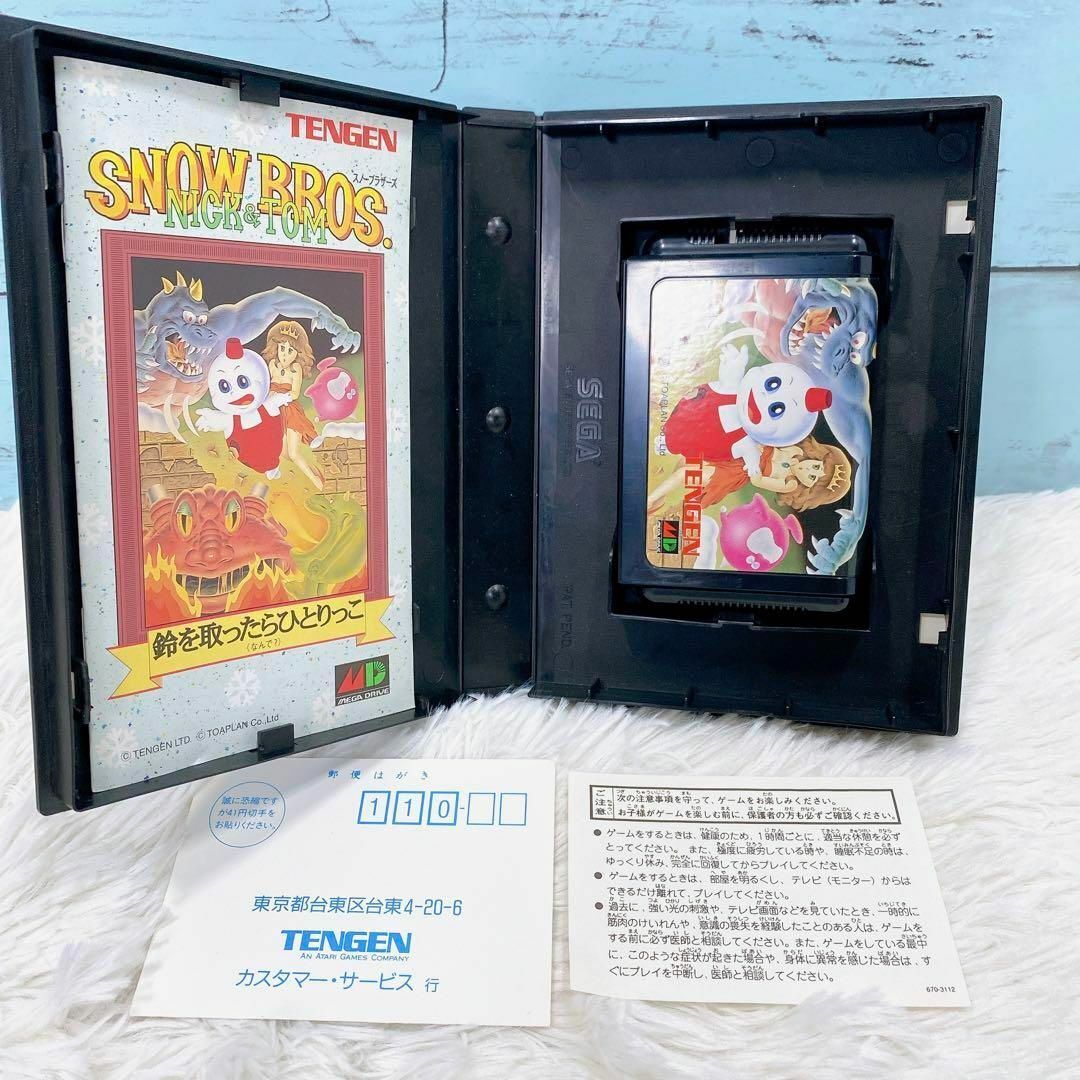 TENGEN
SNOW BROS.
スノーブラザーズ
NICK & TOM
鈴を取ったらひとりっこ
(なんで?)
MD
MEGA DRIVE
© TENGEN LTD. © TOAPLAN Co., Ltd
SEGA
PAT. PEND.
TENGEN
MD
郵便はがき
誠に恐縮です
が41円切手を
お貼りください。
110-
東京都台東区台東4-20-6
TENGEN
AN ATARI GAMES COMPANY
カスタマー・サービス 行
ご注意
次の注意事項を守って、ゲームをお楽しみください。
お子様がゲームを楽しむ前に、保護者の方も必ずご確認ください。
● ゲームをするときは、健康のため、1時間ごとに、適当な休憩を必ず
とってください。また、極度に疲労している時や、睡眠不足の時は、
ゆっくり休み、完全に回復してからプレイしてください。
● ゲームをするときは、部屋を明るくし、テレビ(モニター)からは
できるだけ離れて、プレイしてください。
● 過去に、強い光の刺激や、テレビ画面などを見ていたとき、一時的に
筋肉のけいれんや、意識の喪失を経験したことのある人は、ゲームを
する前に必ず医師と相談してください。また、ゲームをしている最中
に、このような症状が起きた場合や、身体に異常を感じた場合は、す
ぐにプレイを中断し、医師と相談してください。
670-3112